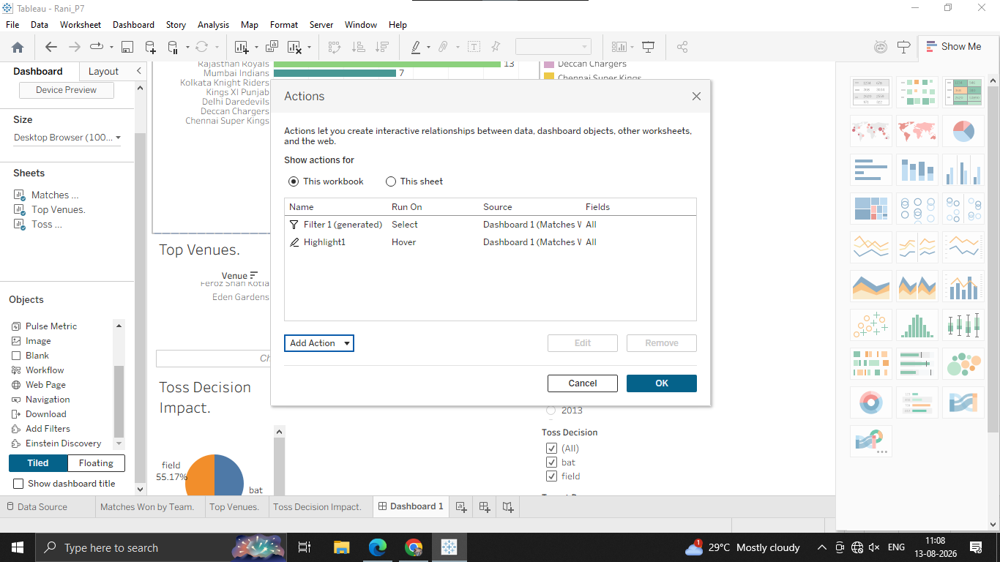 Tableau - Rani_P7
File Data Worksheet Dashboard Story Analysis Map Format Server Window Help
Show Me
Dashboard Layout
Device Preview
Size
Desktop Browser (100...
Sheets
Matches ...
Top Venues.
Toss ...
Objects
Pulse Metric
Image
Blank
Workflow
Web Page
Navigation
Download
Add Filters
Einstein Discovery
Tiled Floating
Show dashboard title
Rajasthan Royals 13
Mumbai Indians 7
Kolkata Knight Riders
Kings XI Punjab
Delhi Daredevils
Deccan Chargers
Chennai Super Kings
Deccan Chargers
Chennai Super Kings
Top Venues.
Venue
Feroz Shah Kotla
Eden Gardens
Toss Decision
Impact.
field
55.17%
bat
Actions
Actions let you create interactive relationships between data, dashboard objects, other worksheets,
and the web.
Show actions for
This workbook This sheet
Name Run On Source Fields
Filter 1 (generated) Select Dashboard 1 (Matches All
Highlight1 Hover Dashboard 1 (Matches All
Add Action Edit Remove
Cancel OK
2013
Toss Decision
(All)
bat
field
Data Source Matches Won by Team. Top Venues. Toss Decision Impact. Dashboard 1
Type here to search
1
29°C Mostly cloudy
ENG
11:08
13-08-2026